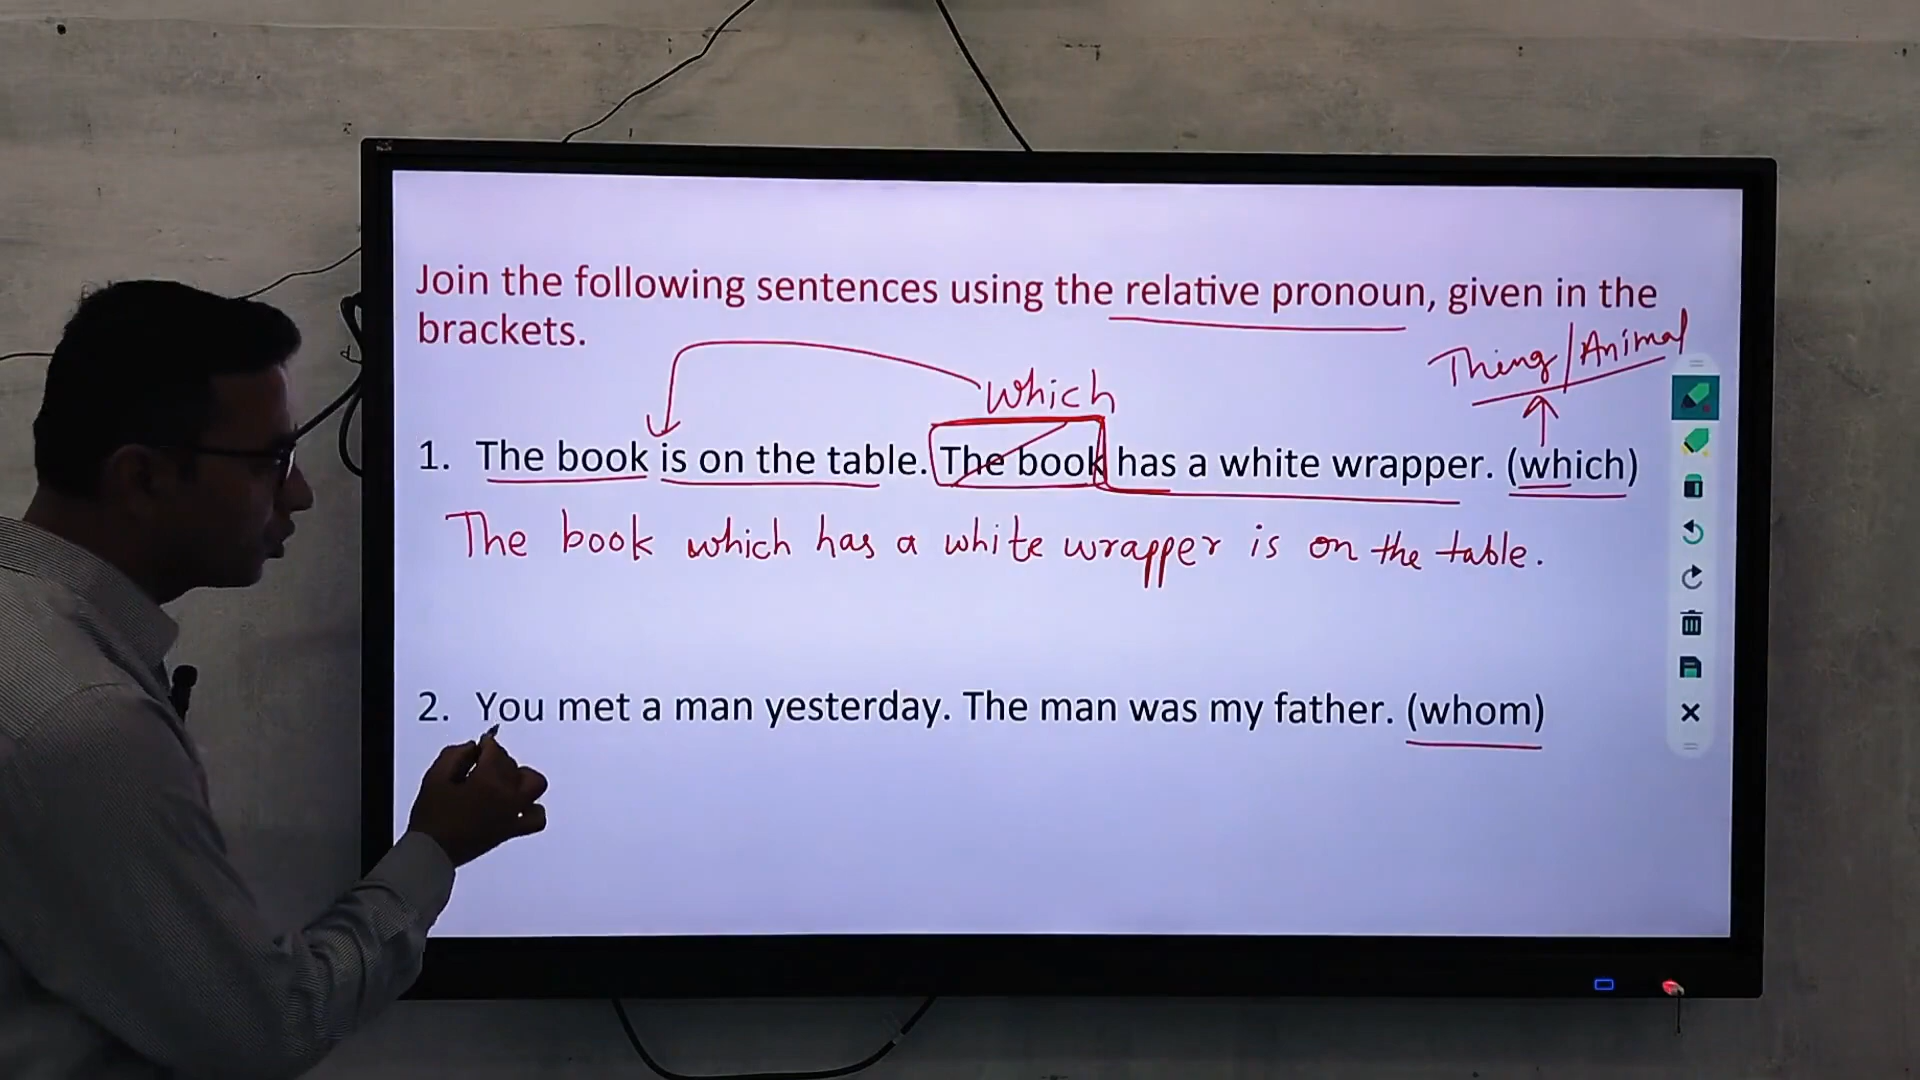 Join the following sentences using the relative pronoun, given in the
brackets.
Thing/Animal
Which
1. The book is on the table. The book has a white wrapper. (which)
The book which has a white wrapper is on the table.
2. You met a man yesterday. The man was my father. (whom)